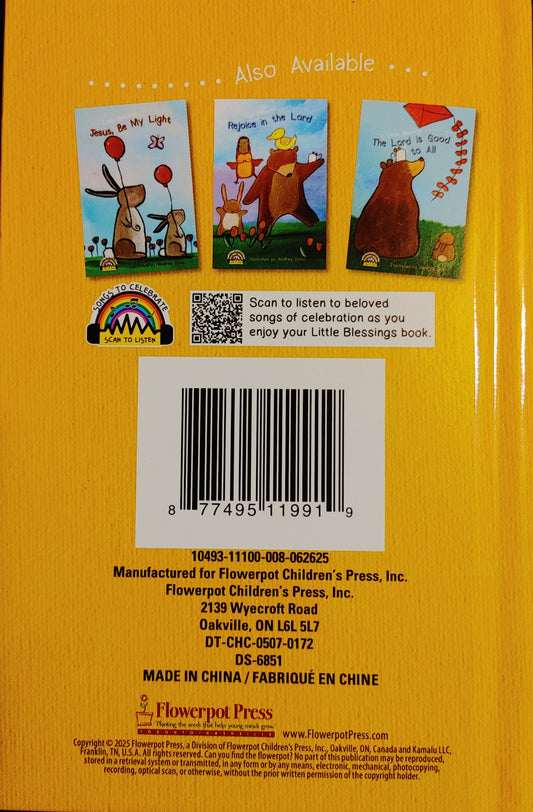 Also Available
Jesus, Be My Light
Rejoice in the Lord
The Lord is Good
to All
Illustrated by Andrea Doss
SONGS TO CELEBRATE
SCAN TO LISTEN
Scan to listen to beloved
songs of celebration as you
enjoy your Little Blessings book.
8 77495 11991 9
10493-11100-008-062625
Manufactured for Flowerpot Children's Press, Inc.
Flowerpot Children's Press, Inc.
2139 Wyecroft Road
Oakville, ON L6L 5L7
DT-CHC-0507-0172
DS-6851
MADE IN CHINA / FABRIQUÉ EN CHINE
Flowerpot Press
"Planting the seeds that help young minds grow."
TORONTO • NASHVILLE
www.FlowerpotPress.com
Copyright © 2025 Flowerpot Press, a Division of Flowerpot Children's Press, Inc., Oakville, ON, Canada and Kamalu LLC,
Franklin, TN, U.S.A. All rights reserved. Can you find the flowerpot? No part of this publication may be reproduced,
stored in a retrieval system or transmitted, in any form or by any means, electronic, mechanical, photocopying,
recording, optical scan, or otherwise, without the prior written permission of the copyright holder.